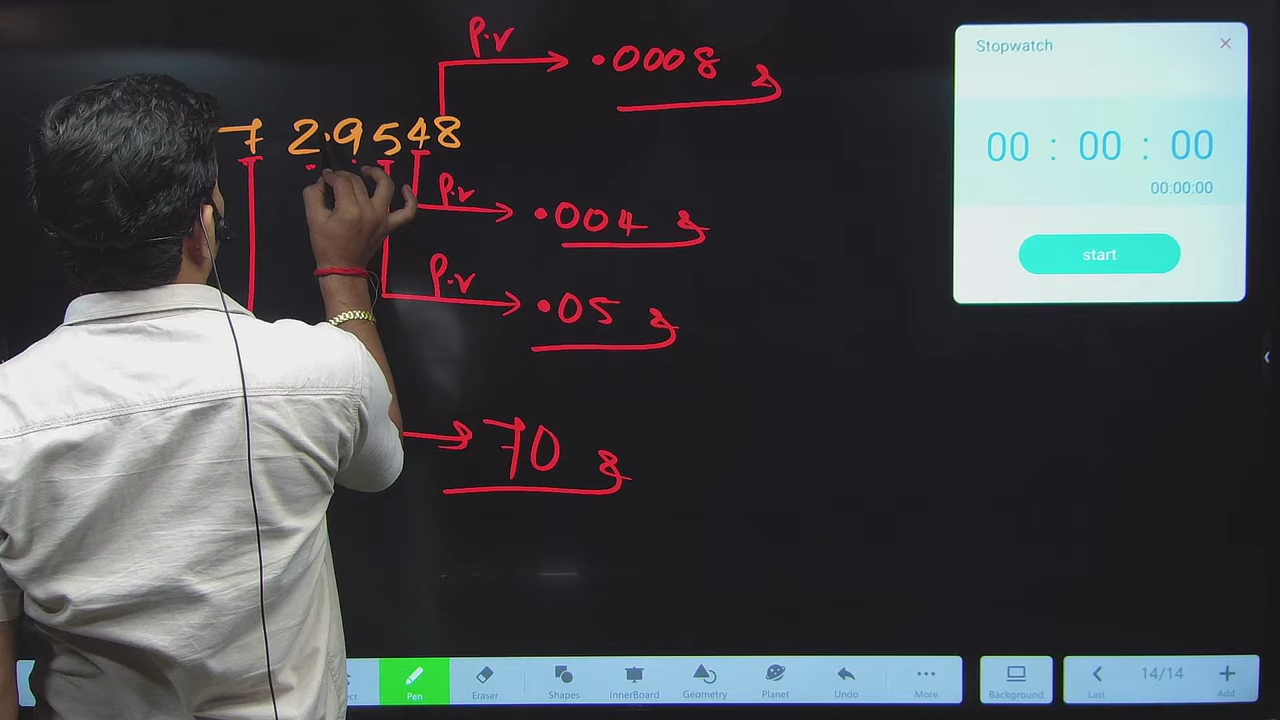 P.V
.0008
7 2.9548
P.V
.004
P.V
.05
70
Stopwatch
00 : 00 : 00
00:00:00
start
Pen
Eraser
Shapes
InnerBoard
Geometry
Planet
Undo
More
Background
Last
14/14
Add